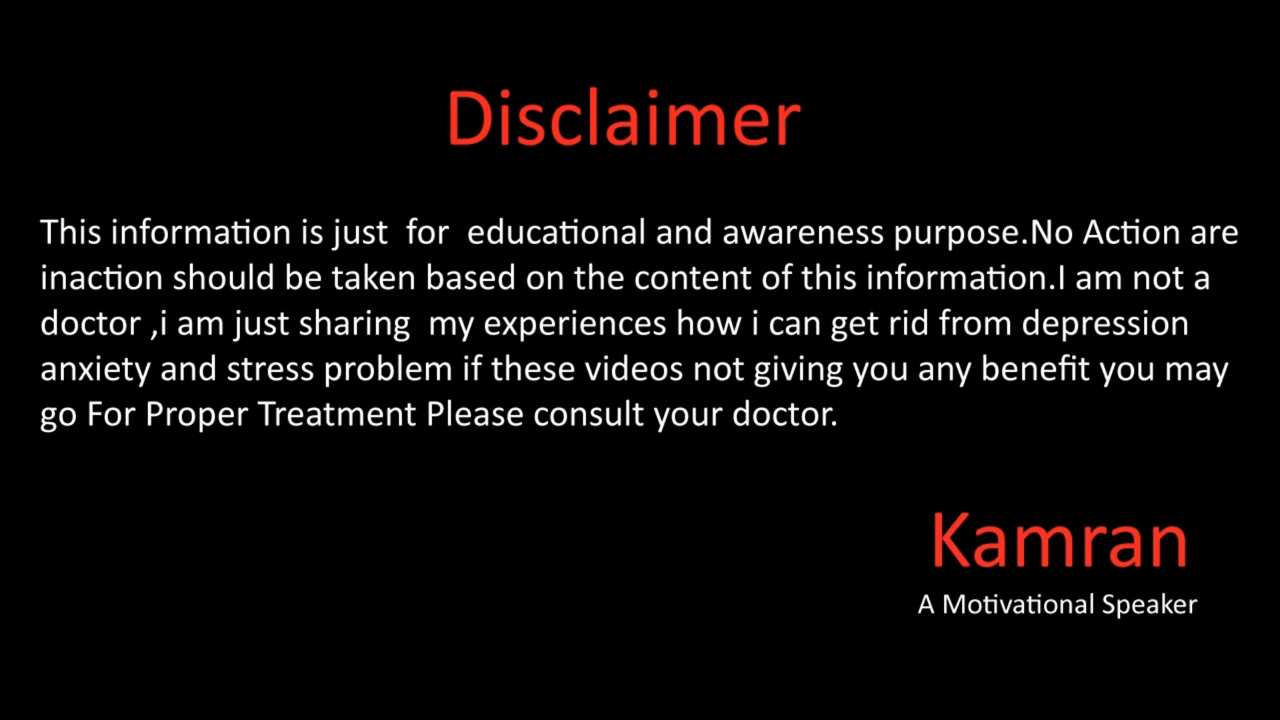 Disclaimer
This information is just  for  educational and awareness purpose.No Action are
inaction should be taken based on the content of this information.I am not a
doctor ,i am just sharing  my experiences how i can get rid from depression
anxiety and stress problem if these videos not giving you any benefit you may
go For Proper Treatment Please consult your doctor.
Kamran
A Motivational Speaker